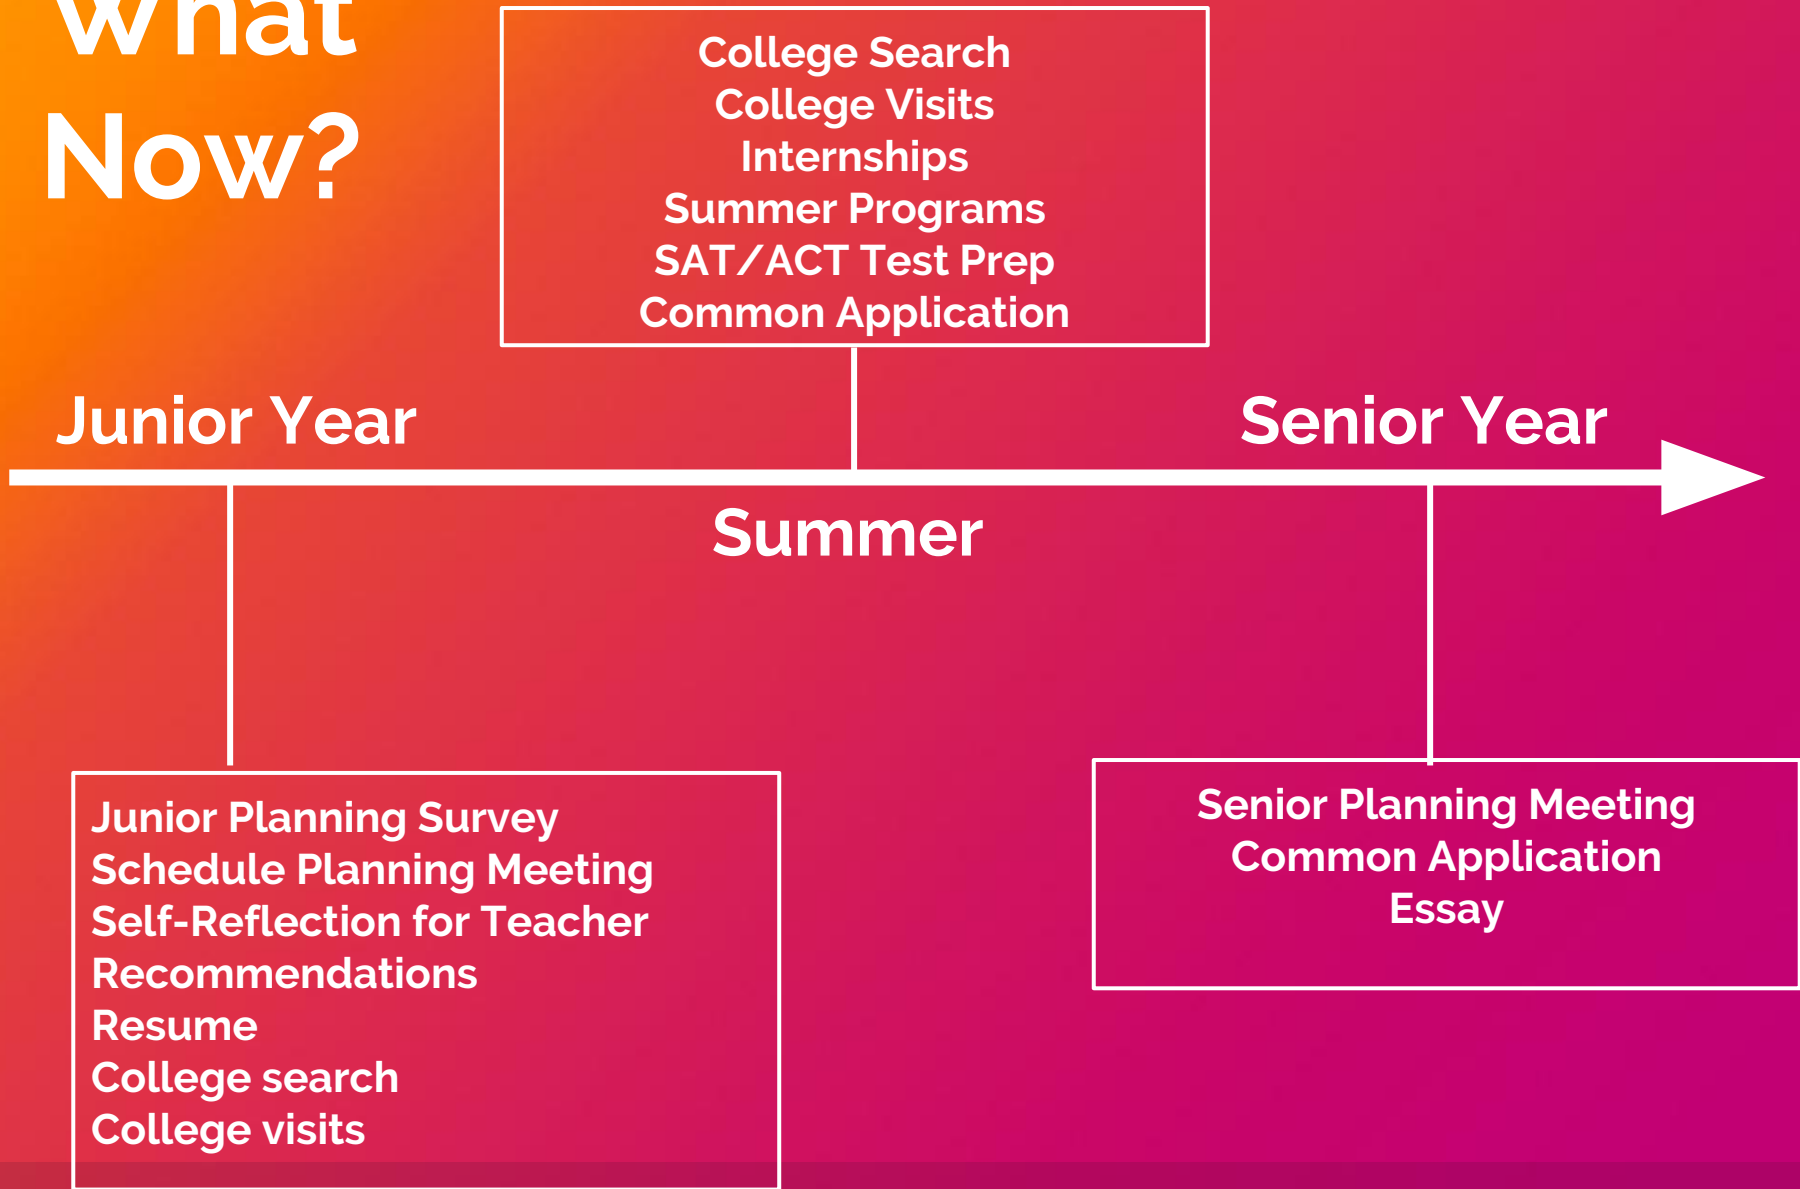 What
Now?
College Search
College Visits
Internships
Summer Programs
SAT/ACT Test Prep
Common Application
Junior Year
Senior Year
Summer
Junior Planning Survey
Schedule Planning Meeting
Self-Reflection for Teacher
Recommendations
Resume
College search
College visits
Senior Planning Meeting
Common Application
Essay